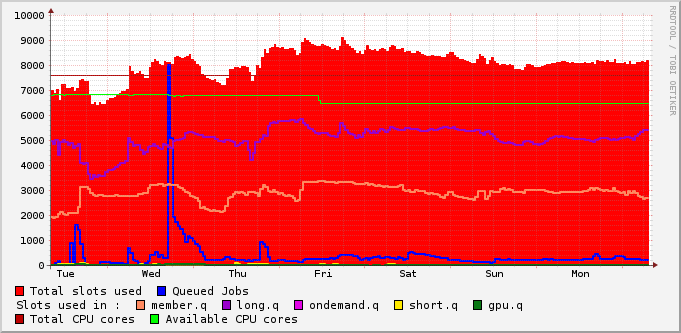 10000
9000
8000
7000
6000
5000
4000
3000
2000
1000
0
Tue Wed Thu Fri Sat Sun Mon
RRDTOOL / TOBI OETIKER
Total slots used Queued Jobs
Slots used in : member.q long.q ondemand.q short.q gpu.q
Total CPU cores Available CPU cores